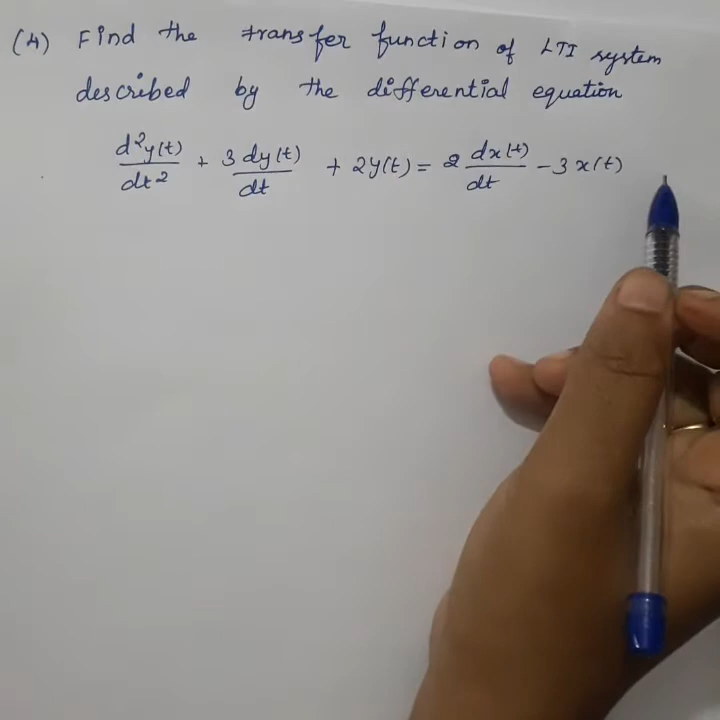 (4) Find the transfer function of LTI system
described by the differential equation
d²y(t)/dt² + 3 dy(t)/dt + 2y(t) = 2 dx(t)/dt - 3x(t)